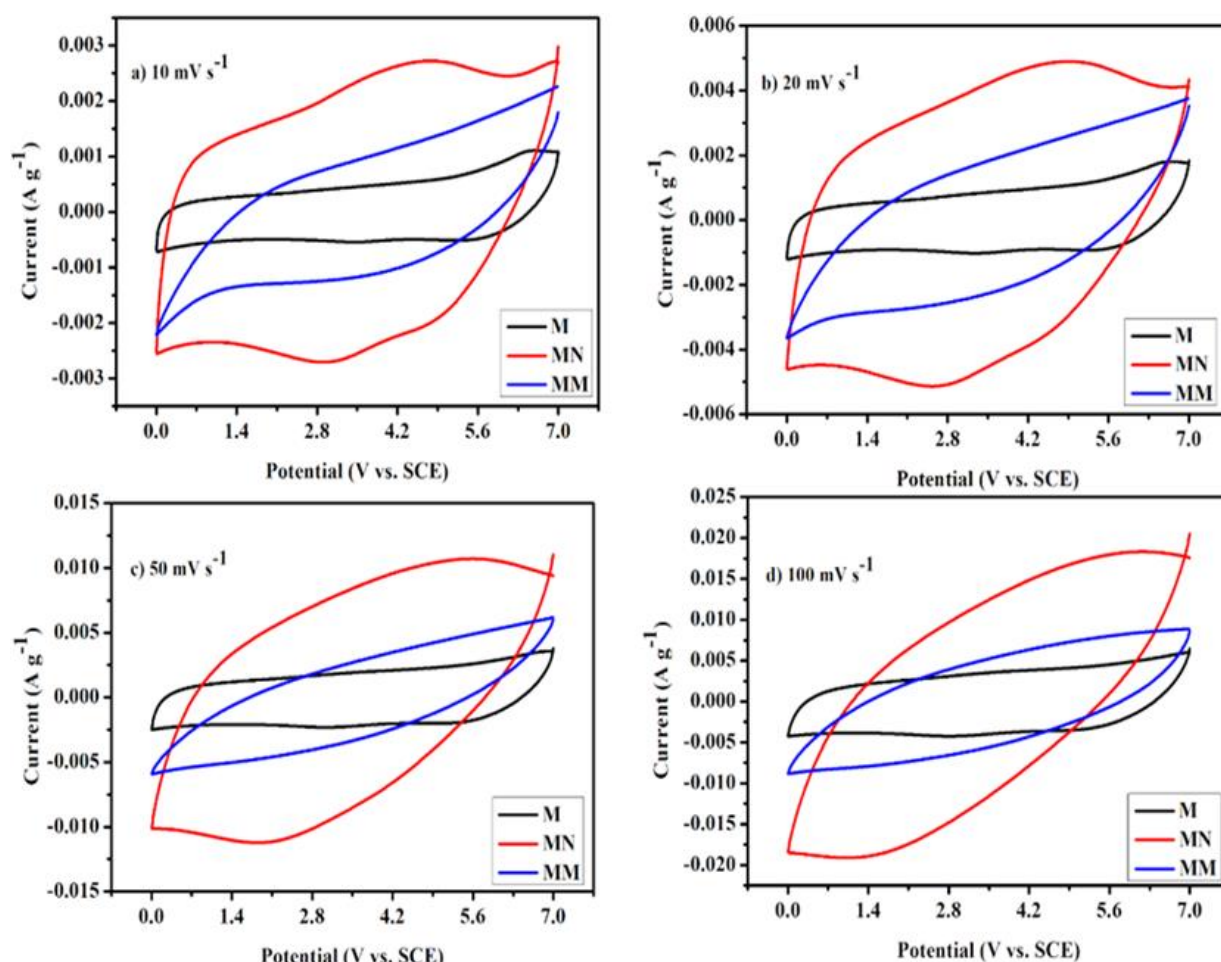 a) 10 mV s⁻¹
Current (A g⁻¹)
0.003
0.002
0.001
0.000
-0.001
-0.002
-0.003
M
MN
MM
0.0 1.4 2.8 4.2 5.6 7.0
Potential (V vs. SCE)
b) 20 mV s⁻¹
Current (A g⁻¹)
0.006
0.004
0.002
0.000
-0.002
-0.004
-0.006
M
MN
MM
0.0 1.4 2.8 4.2 5.6 7.0
Potential (V vs. SCE)
c) 50 mV s⁻¹
Current (A g⁻¹)
0.015
0.010
0.005
0.000
-0.005
-0.010
-0.015
M
MN
MM
0.0 1.4 2.8 4.2 5.6 7.0
Potential (V vs. SCE)
d) 100 mV s⁻¹
Current (A g⁻¹)
0.025
0.020
0.015
0.010
0.005
0.000
-0.005
-0.010
-0.015
-0.020
M
MN
MM
0.0 1.4 2.8 4.2 5.6 7.0
Potential (V vs. SCE)